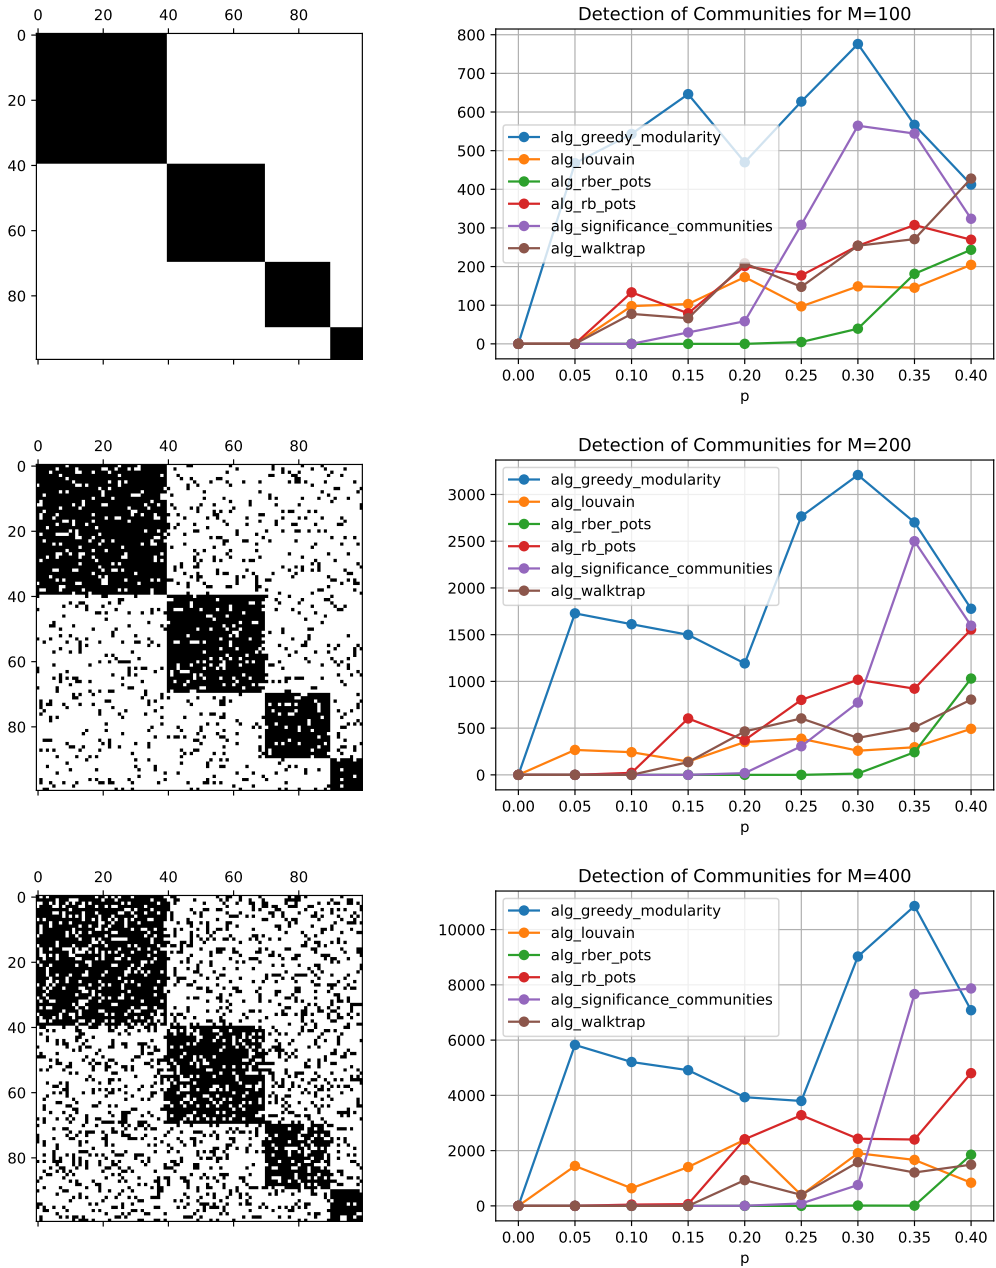 0 20 40 60 80
0
20
40
60
80
Detection of Communities for M=100
800
700
600
500
400
300
200
100
0
alg_greedy_modularity
alg_louvain
alg_rber_pots
alg_rb_pots
alg_significance_communities
alg_walktrap
0.00 0.05 0.10 0.15 0.20 0.25 0.30 0.35 0.40
p
0 20 40 60 80
0
20
40
60
80
Detection of Communities for M=200
3000
2500
2000
1500
1000
500
0
alg_greedy_modularity
alg_louvain
alg_rber_pots
alg_rb_pots
alg_significance_communities
alg_walktrap
0.00 0.05 0.10 0.15 0.20 0.25 0.30 0.35 0.40
p
0 20 40 60 80
0
20
40
60
80
Detection of Communities for M=400
10000
8000
6000
4000
2000
0
alg_greedy_modularity
alg_louvain
alg_rber_pots
alg_rb_pots
alg_significance_communities
alg_walktrap
0.00 0.05 0.10 0.15 0.20 0.25 0.30 0.35 0.40
p